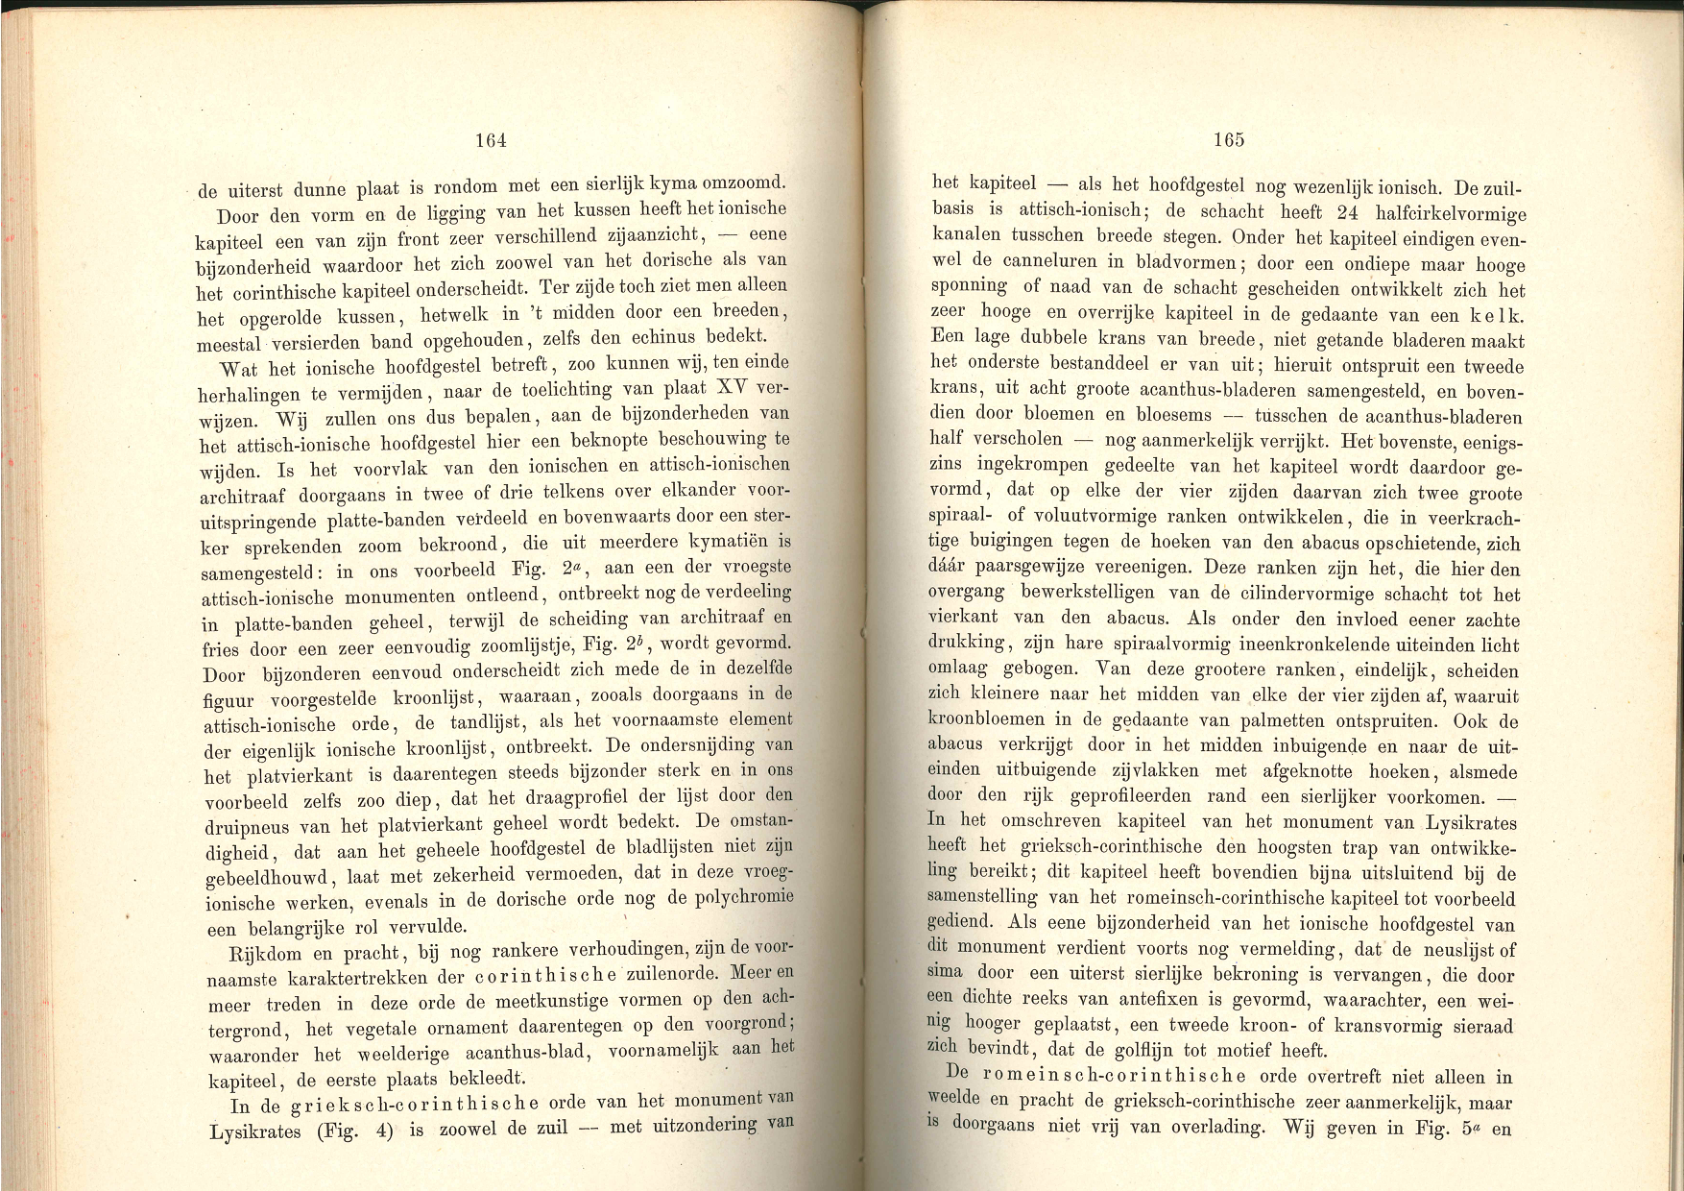 164
de uiterst dunne plaat is rondom met een sierlijk kyma omzoomd.
Door den vorm en de ligging van het kussen heeft het ionische
kapiteel een van zijn front zeer verschillend zijaanzicht, — eene
bijzonderheid waardoor het zich zoowel van het dorische als van
het corinthische kapiteel onderscheidt. Ter zijde toch ziet men alleen
het opgerolde kussen, hetwelk in 't midden door een breeden,
meestal versierden band opgehouden, zelfs den echinus bedekt.
Wat het ionische hoofdgestel betreft, zoo kunnen wij, ten einde
herhalingen te vermijden, naar de toelichting van plaat XV ver-
wijzen. Wij zullen ons dus bepalen, aan de bijzonderheden van
het attisch-ionische hoofdgestel hier een beknopte beschouwing te
wijden. Is het voorvlak van den ionischen en attisch-ionischen
architraaf doorgaans in twee of drie telkens over elkander voor-
uitspringende platte-banden verdeeld en bovenwaarts door een ster-
ker sprekenden zoom bekroond, die uit meerdere kymatiën is
samengesteld: in ons voorbeeld Fig. 2a, aan een der vroegste
attisch-ionische monumenten ontleend, ontbreekt nog de verdeeling
in platte-banden geheel, terwijl de scheiding van architraaf en
fries door een zeer eenvoudig zoomlijstje, Fig. 2b, wordt gevormd.
Door bijzonderen eenvoud onderscheidt zich mede de in dezelfde
figuur voorgestelde kroonlijst, waaraan, zooals doorgaans in de
attisch-ionische orde, de tandlijst, als het voornaamste element
der eigenlijk ionische kroonlijst, ontbreekt. De ondersnijding van
het platvierkant is daarentegen steeds bijzonder sterk en in ons
voorbeeld zelfs zoo diep, dat het draagprofiel der lijst door den
druipneus van het platvierkant geheel wordt bedekt. De omstan-
digheid, dat aan het geheele hoofdgestel de bladlijsten niet zijn
gebeeldhouwd, laat met zekerheid vermoeden, dat in deze vroeg-
ionische werken, evenals in de dorische orde nog de polychromie
een belangrijke rol vervulde.
Rijkdom en pracht, bij nog rankere verhoudingen, zijn de voor-
naamste karaktertrekken der corinthische zuilenorde. Meer en
meer treden in deze orde de meetkunstige vormen op den ach-
tergrond, het vegetale ornament daarentegen op den voorgrond;
waaronder het weelderige acanthus-blad, voornamelijk aan het
kapiteel, de eerste plaats bekleedt.
In de grieksch-corinthische orde van het monument van
Lysikrates (Fig. 4) is zoowel de zuil — met uitzondering van
165
het kapiteel — als het hoofdgestel nog wezenlijk ionisch. De zuil-
basis is attisch-ionisch; de schacht heeft 24 halfcirkelvormige
kanalen tusschen breede stegen. Onder het kapiteel eindigen even-
wel de canneluren in bladvormen; door een ondiepe maar hooge
sponning of naad van de schacht gescheiden ontwikkelt zich het
zeer hooge en overrijke kapiteel in de gedaante van een kelk.
Een lage dubbele krans van breede, niet getande bladeren maakt
het onderste bestanddeel er van uit; hieruit ontspruit een tweede
krans, uit acht groote acanthus-bladeren samengesteld, en boven-
dien door bloemen en bloesems — tusschen de acanthus-bladeren
half verscholen — nog aanmerkelijk verrijkt. Het bovenste, eenigs-
zins ingekrompen gedeelte van het kapiteel wordt daardoor ge-
vormd, dat op elke der vier zijden daarvan zich twee groote
spiraal- of voluutvormige ranken ontwikkelen, die in veerkrach-
tige buigingen tegen de hoeken van den abacus opschietende, zich
dáár paarsgewijze vereenigen. Deze ranken zijn het, die hier den
overgang bewerkstelligen van de cilindervormige schacht tot het
vierkant van den abacus. Als onder den invloed eener zachte
drukking, zijn hare spiraalvormig ineenkronkelende uiteinden licht
omlaag gebogen. Van deze grootere ranken, eindelijk, scheiden
zich kleinere naar het midden van elke der vier zijden af, waaruit
kroonbloemen in de gedaante van palmetten ontspruiten. Ook de
abacus verkrijgt door in het midden inbuigende en naar de uit-
einden uitbuigende zijvlakken met afgeknotte hoeken, alsmede
door den rijk geprofileerden rand een sierlijker voorkomen. —
In het omschreven kapiteel van het monument van Lysikrates
heeft het grieksch-corinthische den hoogsten trap van ontwikke-
ling bereikt; dit kapiteel heeft bovendien bijna uitsluitend bij de
samenstelling van het romeinsch-corinthische kapiteel tot voorbeeld
gediend. Als eene bijzonderheid van het ionische hoofdgestel van
dit monument verdient voorts nog vermelding, dat de neuslijst of
sima door een uiterst sierlijke bekroning is vervangen, die door
een dichte reeks van antefixen is gevormd, waarachter, een wei-
nig hooger geplaatst, een tweede kroon- of kransvormig sieraad
zich bevindt, dat de golflijn tot motief heeft.
De romeinsch-corinthische orde overtreft niet alleen in
weelde en pracht de grieksch-corinthische zeer aanmerkelijk, maar
is doorgaans niet vrij van overlading. Wij geven in Fig. 5a en